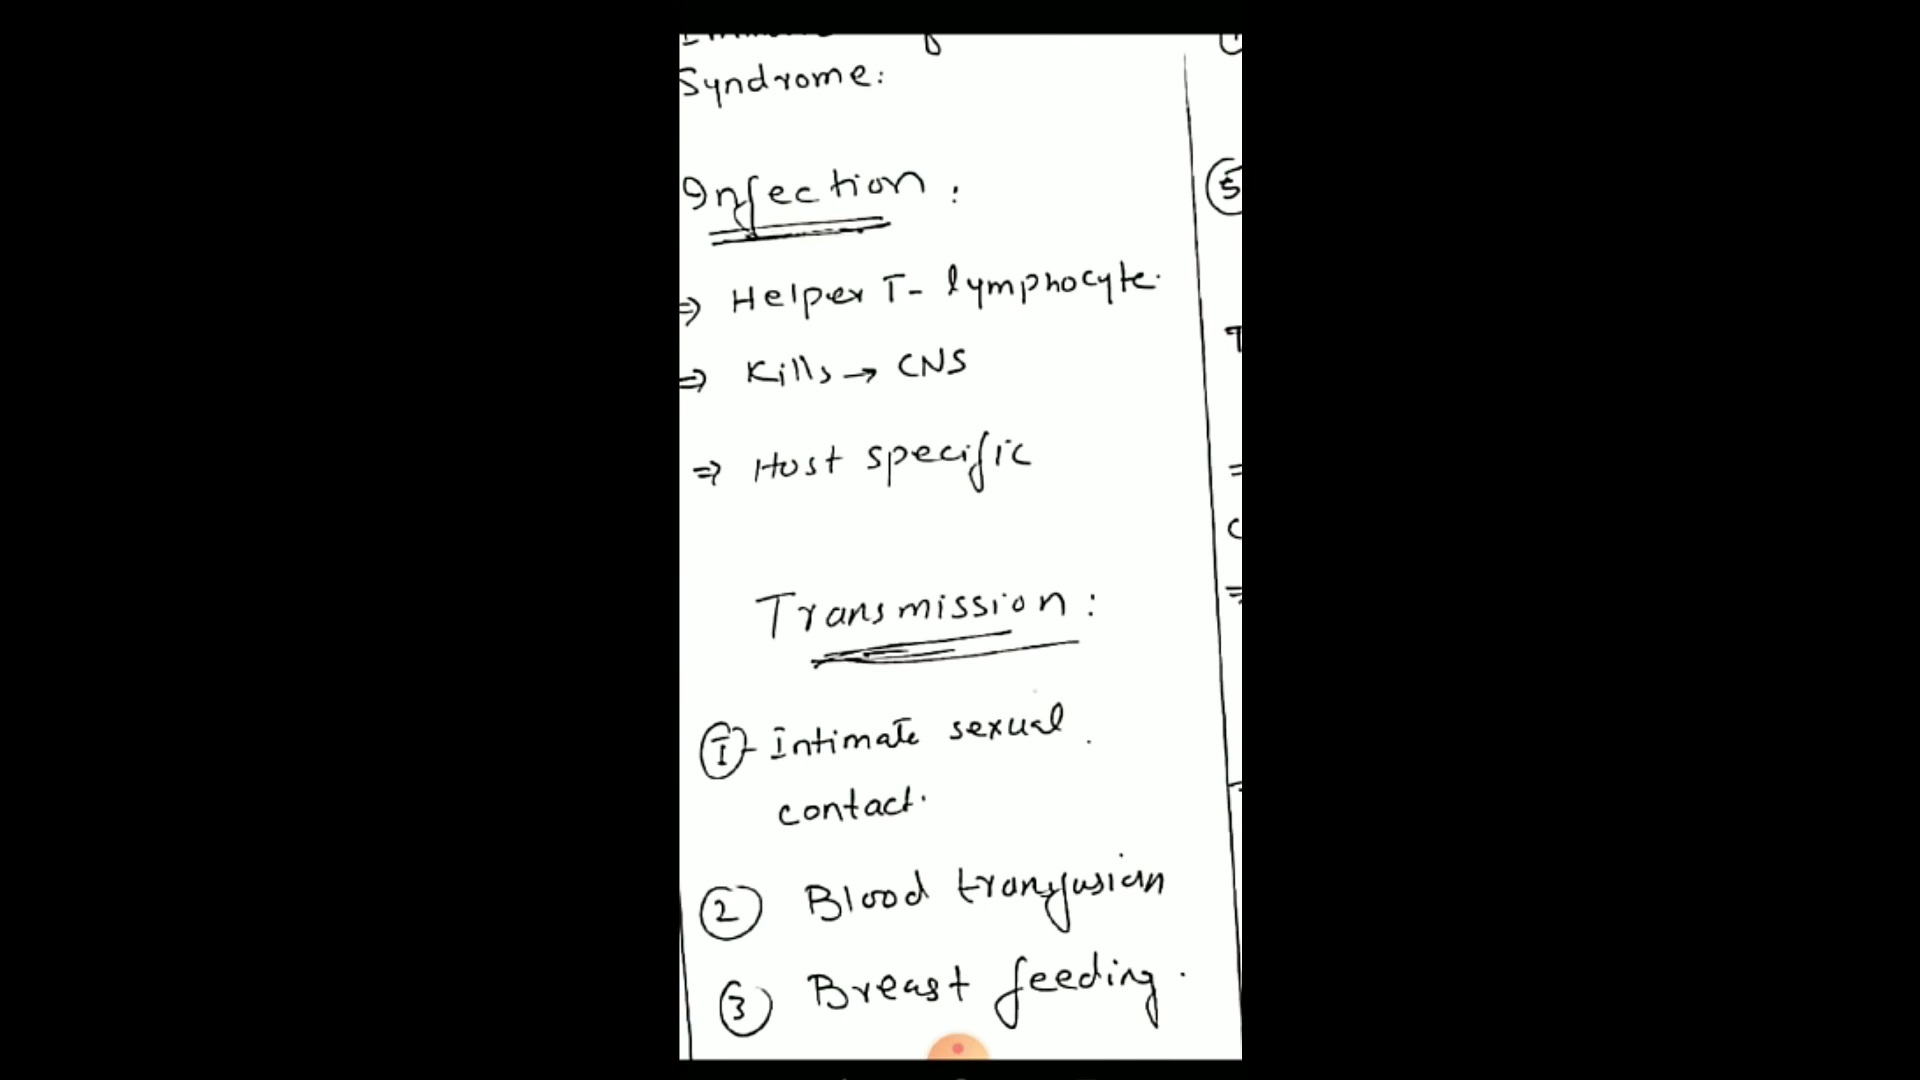 Syndrome:
Infection:
⇒ Helper T- lymphocyte.
⇒ Kills → CNS
⇒ Host specific
Transmission:
① Intimate sexual
contact.
② Blood transfusion
③ Breast feeding.
⑤